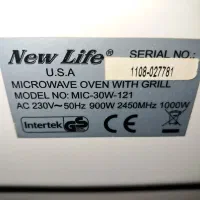 New Life SERIAL NO.:
U.S.A 1108-027781
MICROWAVE OVEN WITH GRILL
MODEL NO: MIC-30W-121
AC 230V～50Hz 900W 2450MHz 1000W
Intertek GS